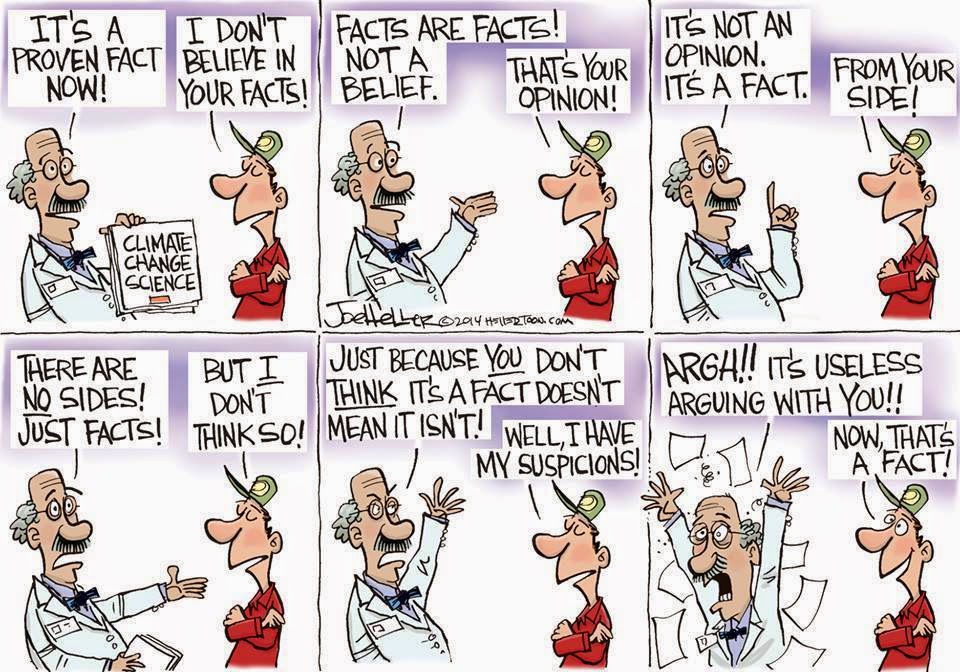 IT'S A
PROVEN FACT
NOW!
I DON'T
BELIEVE IN
YOUR FACTS!
CLIMATE
CHANGE
SCIENCE
FACTS ARE FACTS!
NOT A
BELIEF.
THAT'S YOUR
OPINION!
JOE HELLER ©2014 HELLERTOON.COM
IT'S NOT AN
OPINION.
IT'S A FACT.
FROM YOUR
SIDE!
THERE ARE
NO SIDES!
JUST FACTS!
BUT I
DON'T
THINK SO!
JUST BECAUSE YOU DON'T
THINK IT'S A FACT DOESN'T
MEAN IT ISN'T!
WELL, I HAVE
MY SUSPICIONS!
ARGH!! IT'S USELESS
ARGUING WITH YOU!!
NOW, THAT'S
A FACT!